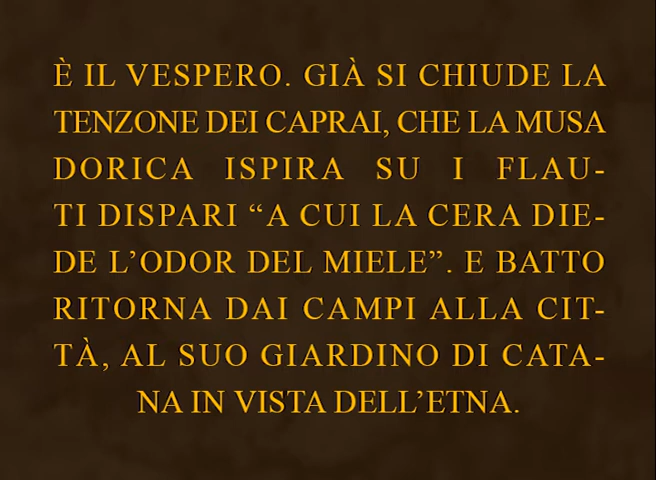 È IL VESPERO. GIÀ SI CHIUDE LA
TENZONE DEI CAPRAI, CHE LA MUSA
DORICA ISPIRA SU I FLAU-
TI DISPARI “A CUI LA CERA DIE-
DE L’ODOR DEL MIELE”. E BATTO
RITORNA DAI CAMPI ALLA CIT-
TÀ, AL SUO GIARDINO DI CATA-
NA IN VISTA DELL’ETNA.